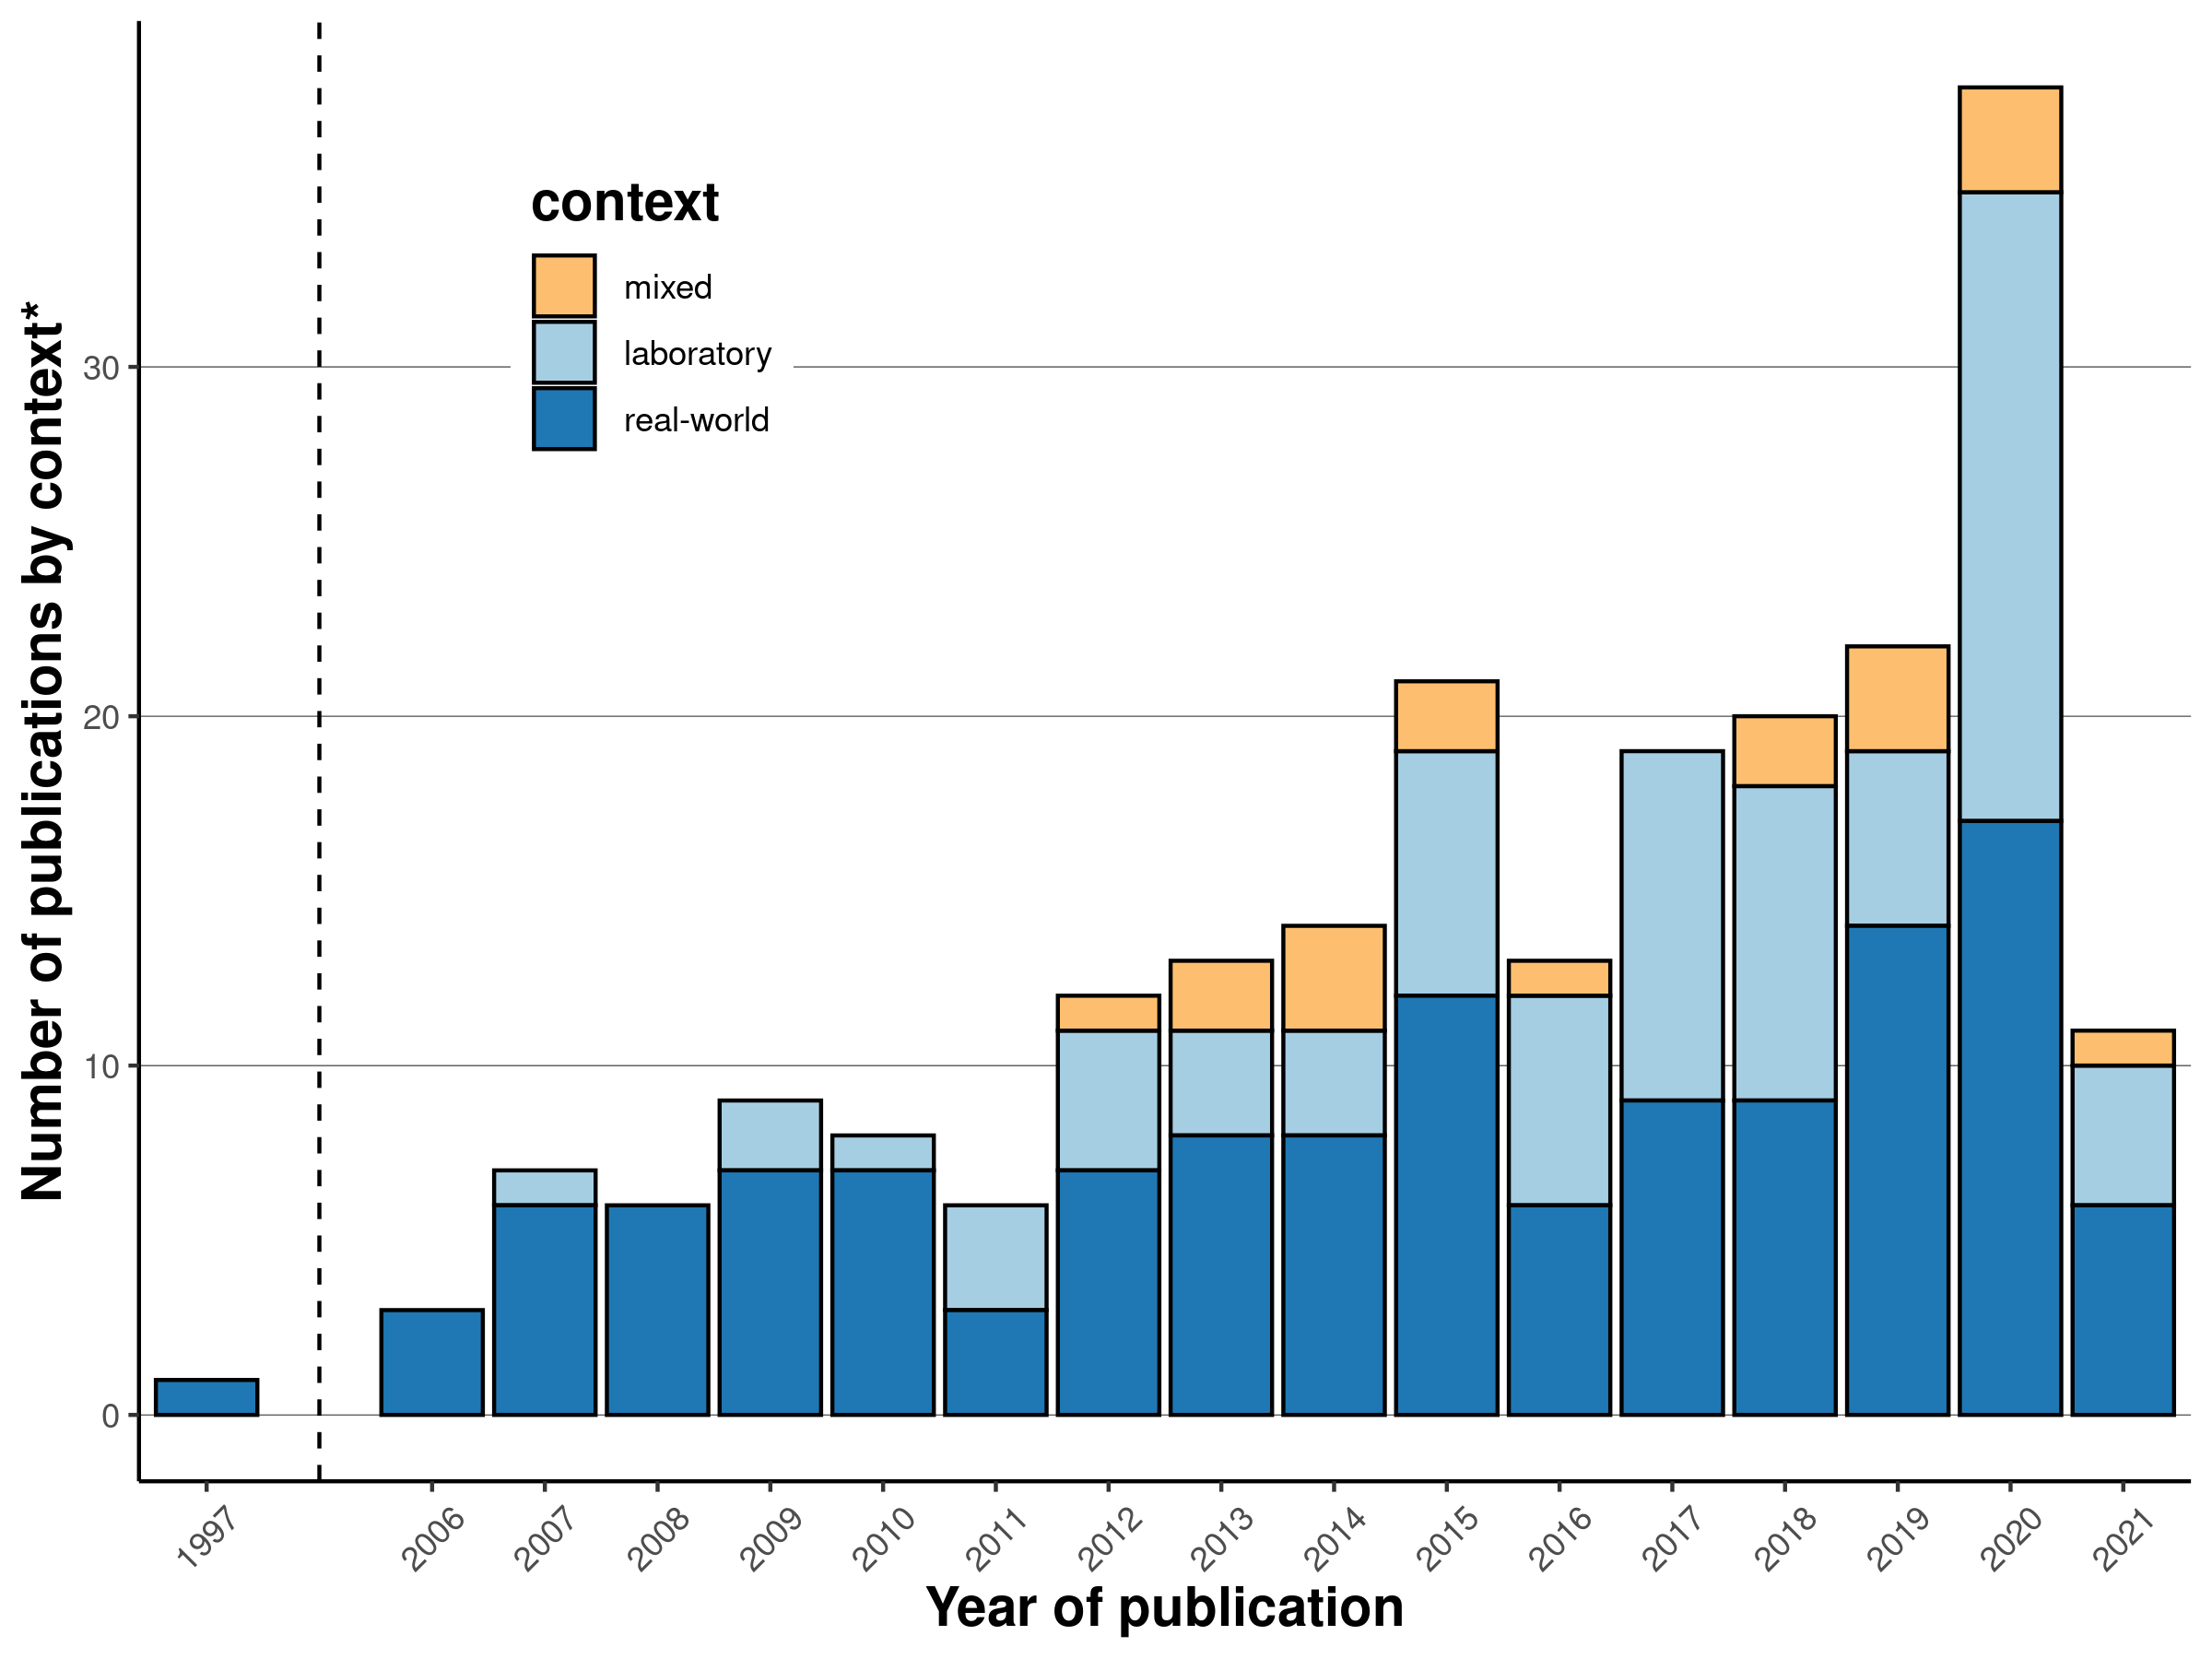 Number of publications by context*
context
mixed
laboratory
real-world
30
20
10
0
1997 2006 2007 2008 2009 2010 2011 2012 2013 2014 2015 2016 2017 2018 2019 2020 2021
Year of publication